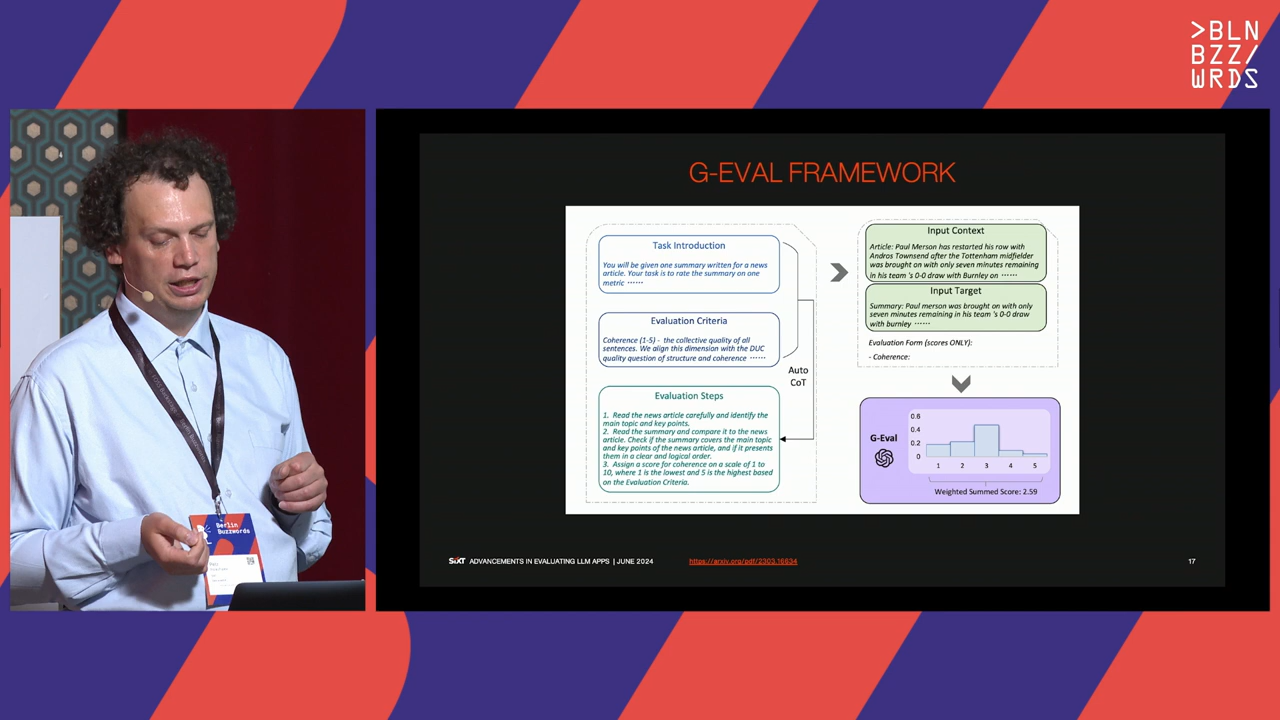 >BLN
BZZ/
WRDS
G-EVAL FRAMEWORK
Task Introduction
You will be given one summary written for a news
article. Your task is to rate the summary on one
metric ······
Evaluation Criteria
Coherence (1-5) - the collective quality of all
sentences. We align this dimension with the DUC
quality question of structure and coherence ······
Evaluation Steps
1. Read the news article carefully and identify the
main topic and key points.
2. Read the summary and compare it to the news
article. Check if the summary covers the main topic
and key points of the news article, and if it presents
them in a clear and logical order.
3. Assign a score for coherence on a scale of 1 to
10, where 1 is the lowest and 5 is the highest based
on the Evaluation Criteria.
Auto
CoT
Input Context
Article: Paul Merson has restarted his row with
Andros Townsend after the Tottenham midfielder
was brought on with only seven minutes remaining
in his team 's 0-0 draw with Burnley on ······
Input Target
Summary: Paul merson was brought on with only
seven minutes remaining in his team 's 0-0 draw
with burnley ······
Evaluation Form (scores ONLY):
- Coherence:
G-Eval
0.6
0.4
0.2
0
1 2 3 4 5
Weighted Summed Score: 2.59
SIXT ADVANCEMENTS IN EVALUATING LLM APPS | JUNE 2024
https://arxiv.org/pdf/2303.16634
17
Berlin
Buzzwords